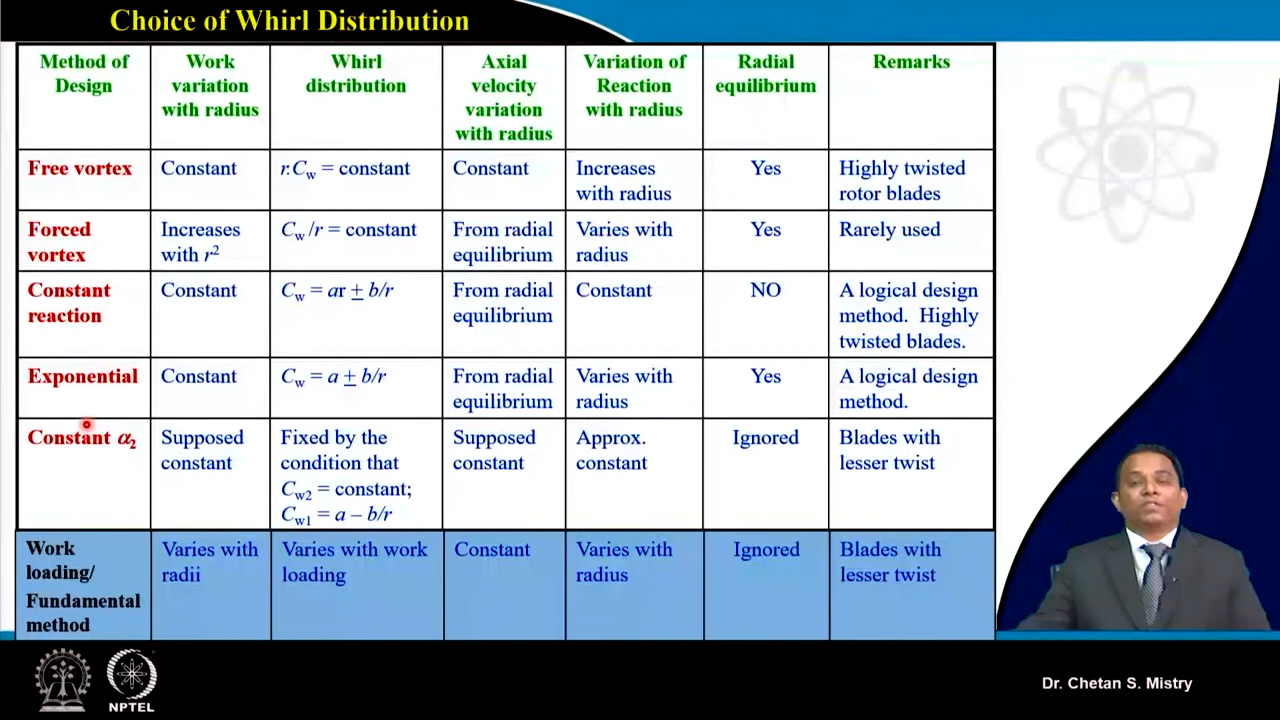 Choice of Whirl Distribution
Method of
Design
Work
variation
with radius
Whirl
distribution
Axial
velocity
variation
with radius
Variation of
Reaction
with radius
Radial
equilibrium
Remarks
Free vortex
Constant
r.Cw = constant
Constant
Increases
with radius
Yes
Highly twisted
rotor blades
Forced
vortex
Increases
with r²
Cw /r = constant
From radial
equilibrium
Varies with
radius
Yes
Rarely used
Constant
reaction
Constant
Cw = ar ± b/r
From radial
equilibrium
Constant
NO
A logical design
method. Highly
twisted blades.
Exponential
Constant
Cw = a ± b/r
From radial
equilibrium
Varies with
radius
Yes
A logical design
method.
Constant α₂
Supposed
constant
Fixed by the
condition that
Cw2 = constant;
Cw1 = a – b/r
Supposed
constant
Approx.
constant
Ignored
Blades with
lesser twist
Work
loading/
Fundamental
method
Varies with
radii
Varies with work
loading
Constant
Varies with
radius
Ignored
Blades with
lesser twist
NPTEL
Dr. Chetan S. Mistry